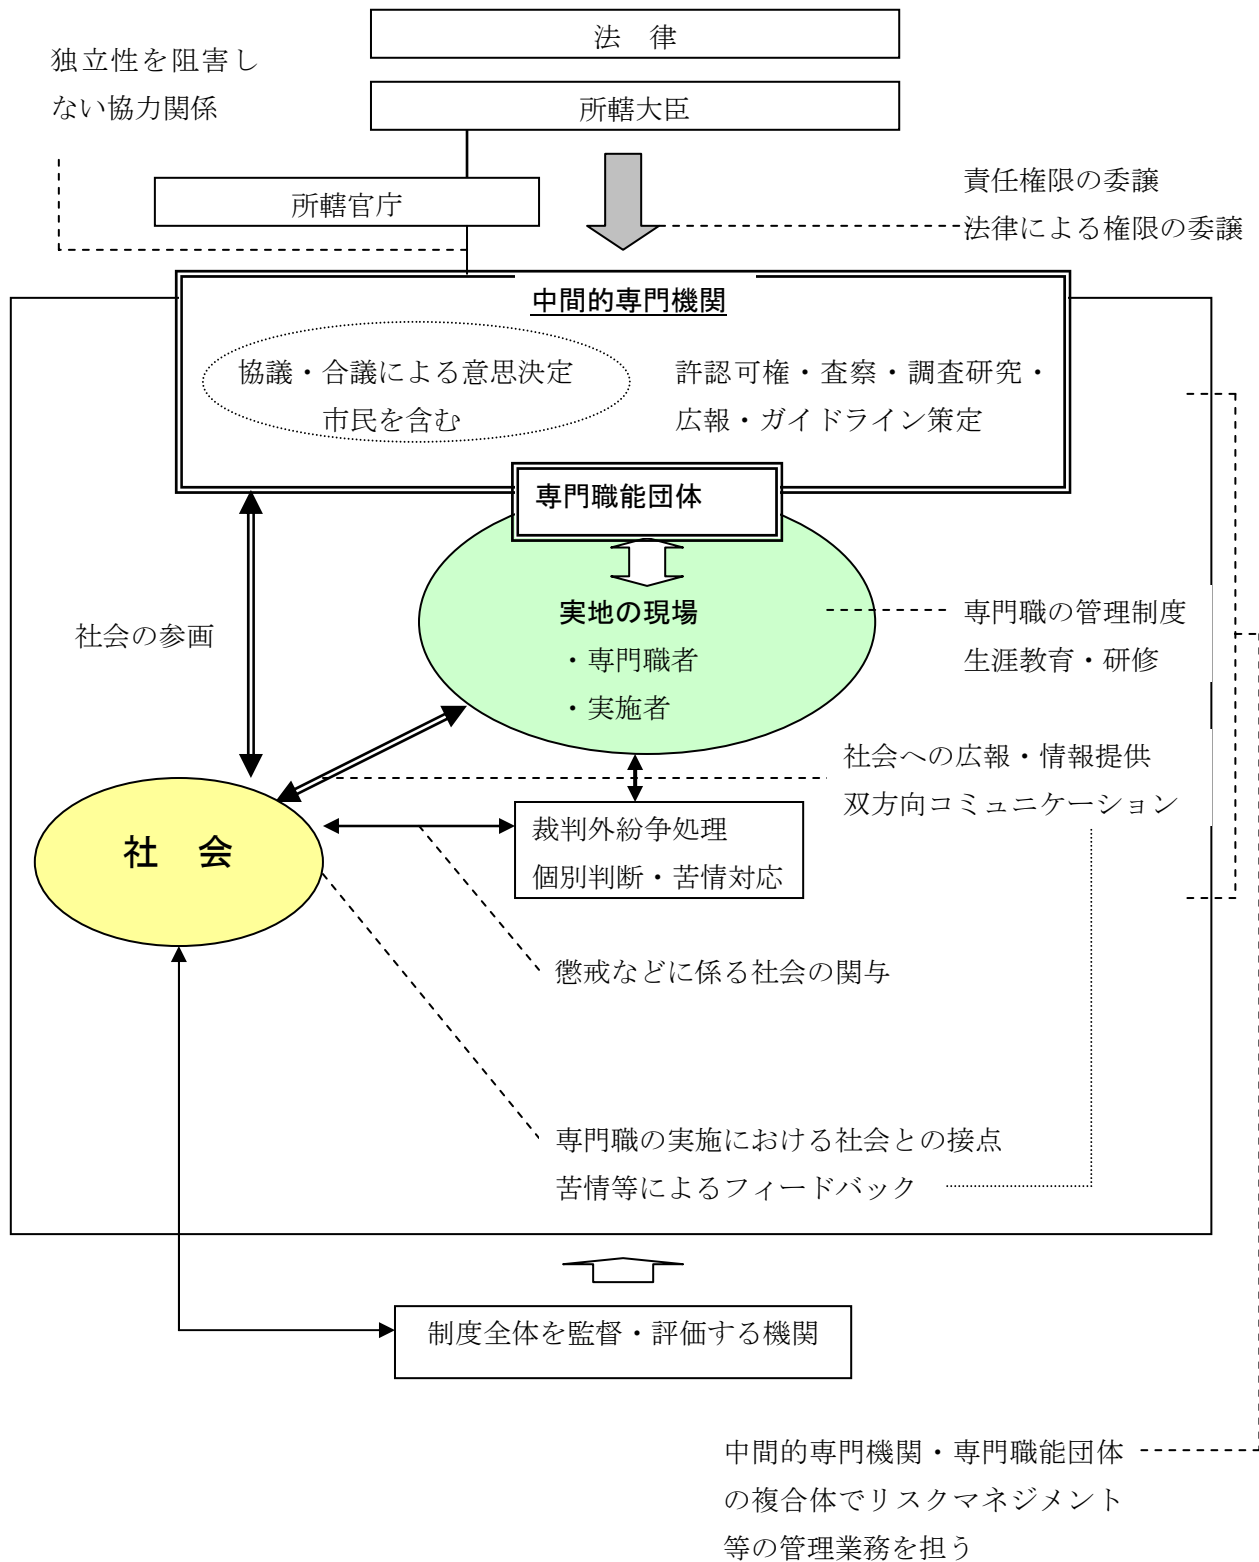 法　律
独立性を阻害し
ない協力関係
所轄大臣
所轄官庁
責任権限の委譲
法律による権限の委譲
中間的専門機関
協議・合議による意思決定
市民を含む
許認可権・査察・調査研究・
広報・ガイドライン策定
専門職能団体
実地の現場
・専門職者
・実施者
専門職の管理制度
生涯教育・研修
社会の参画
社会への広報・情報提供
双方向コミュニケーション
社　会
裁判外紛争処理
個別判断・苦情対応
懲戒などに係る社会の関与
専門職の実施における社会との接点
苦情等によるフィードバック
制度全体を監督・評価する機関
中間的専門機関・専門職能団体
の複合体でリスクマネジメント
等の管理業務を担う